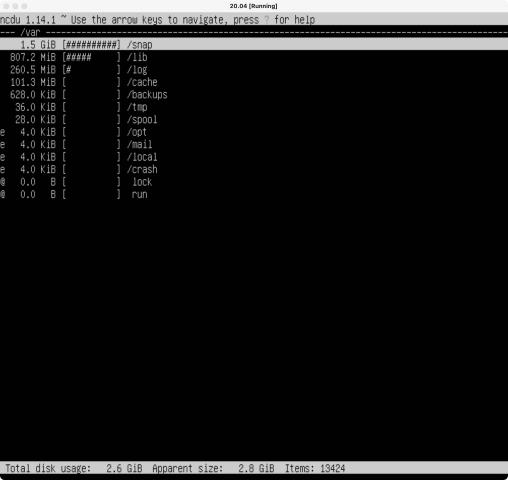 20.04 [Running]
ncdu 1.14.1 ~ Use the arrow keys to navigate, press ? for help
--- /var ----------------------------------------------------------------------
    1.5 GiB [##########] /snap
  807.2 MiB [#####     ] /lib
  260.5 MiB [#         ] /log
  101.3 MiB [          ] /cache
  628.0 KiB [          ] /backups
   36.0 KiB [          ] /tmp
   28.0 KiB [          ] /spool
e   4.0 KiB [          ] /opt
e   4.0 KiB [          ] /mail
e   4.0 KiB [          ] /local
e   4.0 KiB [          ] /crash
@   0.0   B [          ]  lock
@   0.0   B [          ]  run
Total disk usage:   2.6 GiB  Apparent size:   2.8 GiB  Items: 13424